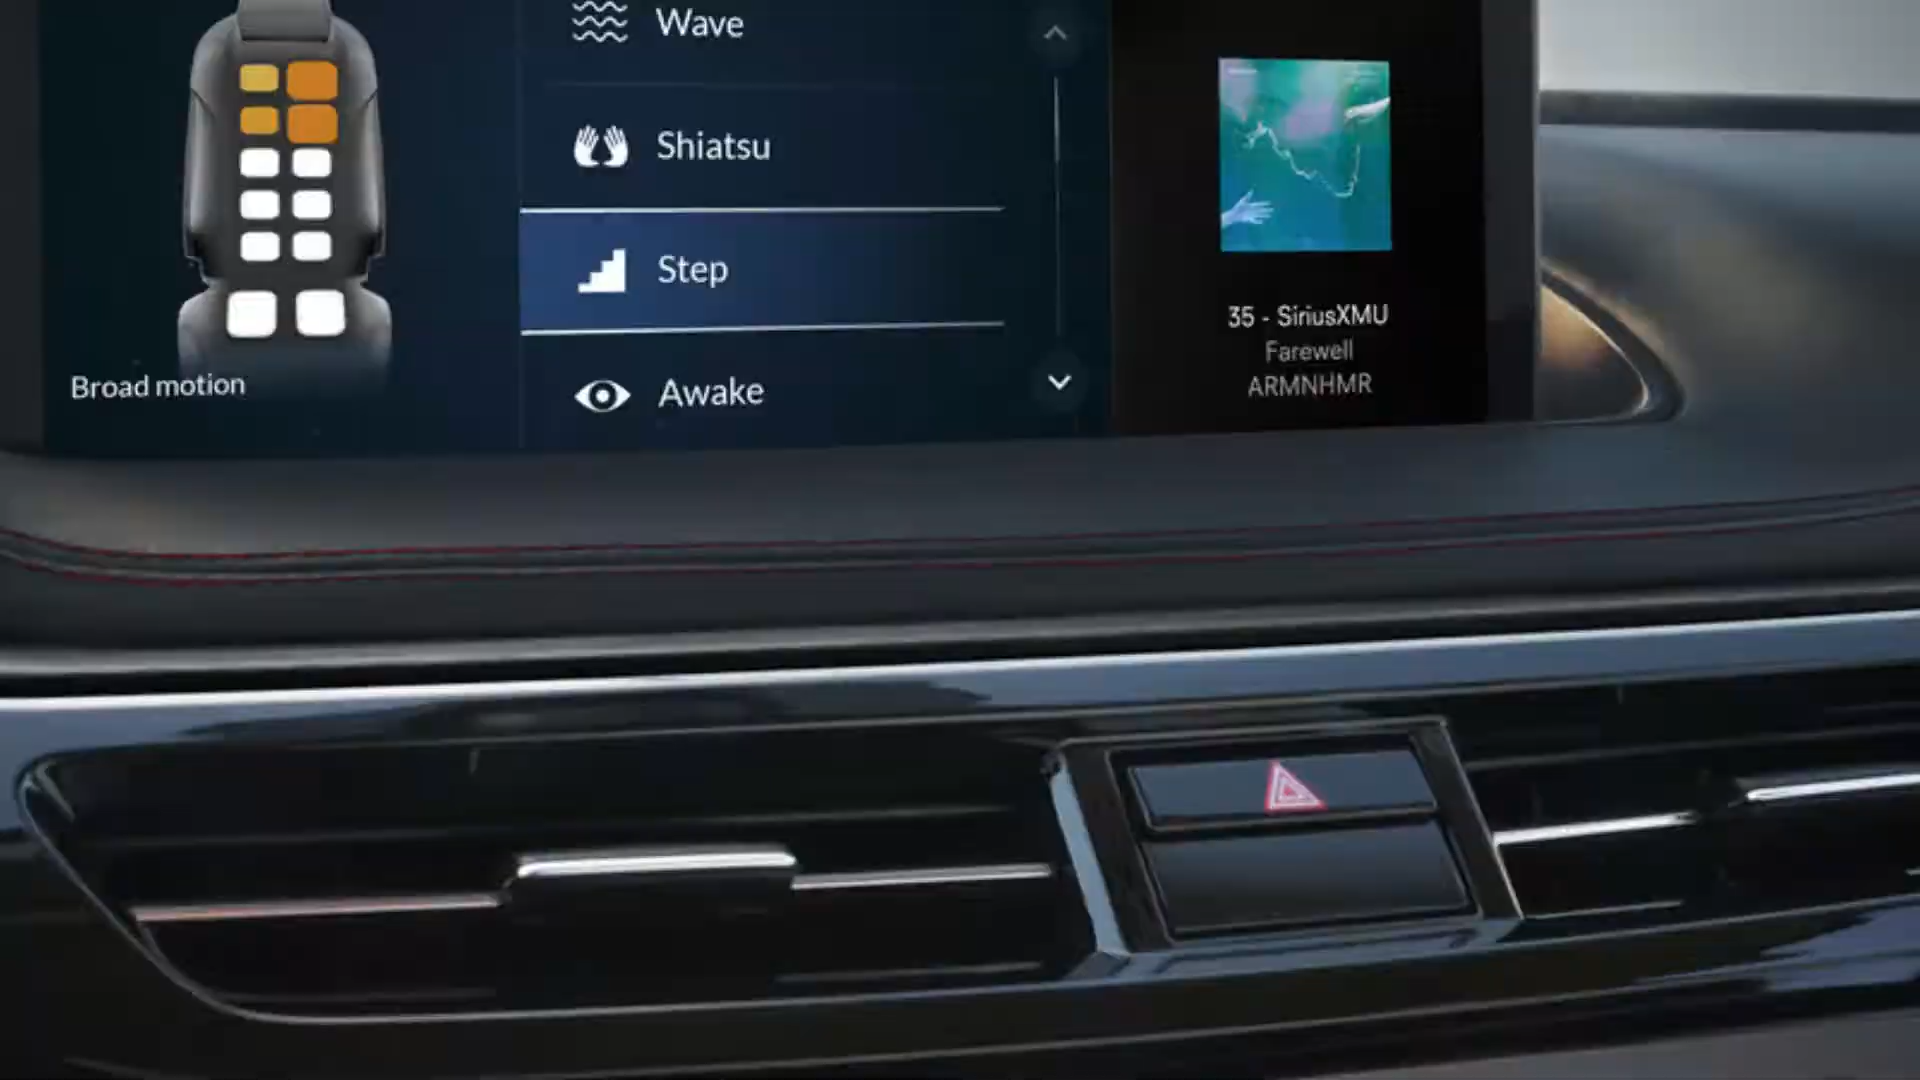 Wave
Shiatsu
Step
Awake
Broad motion
35 - SiriusXMU
Farewell
ARMNHMR